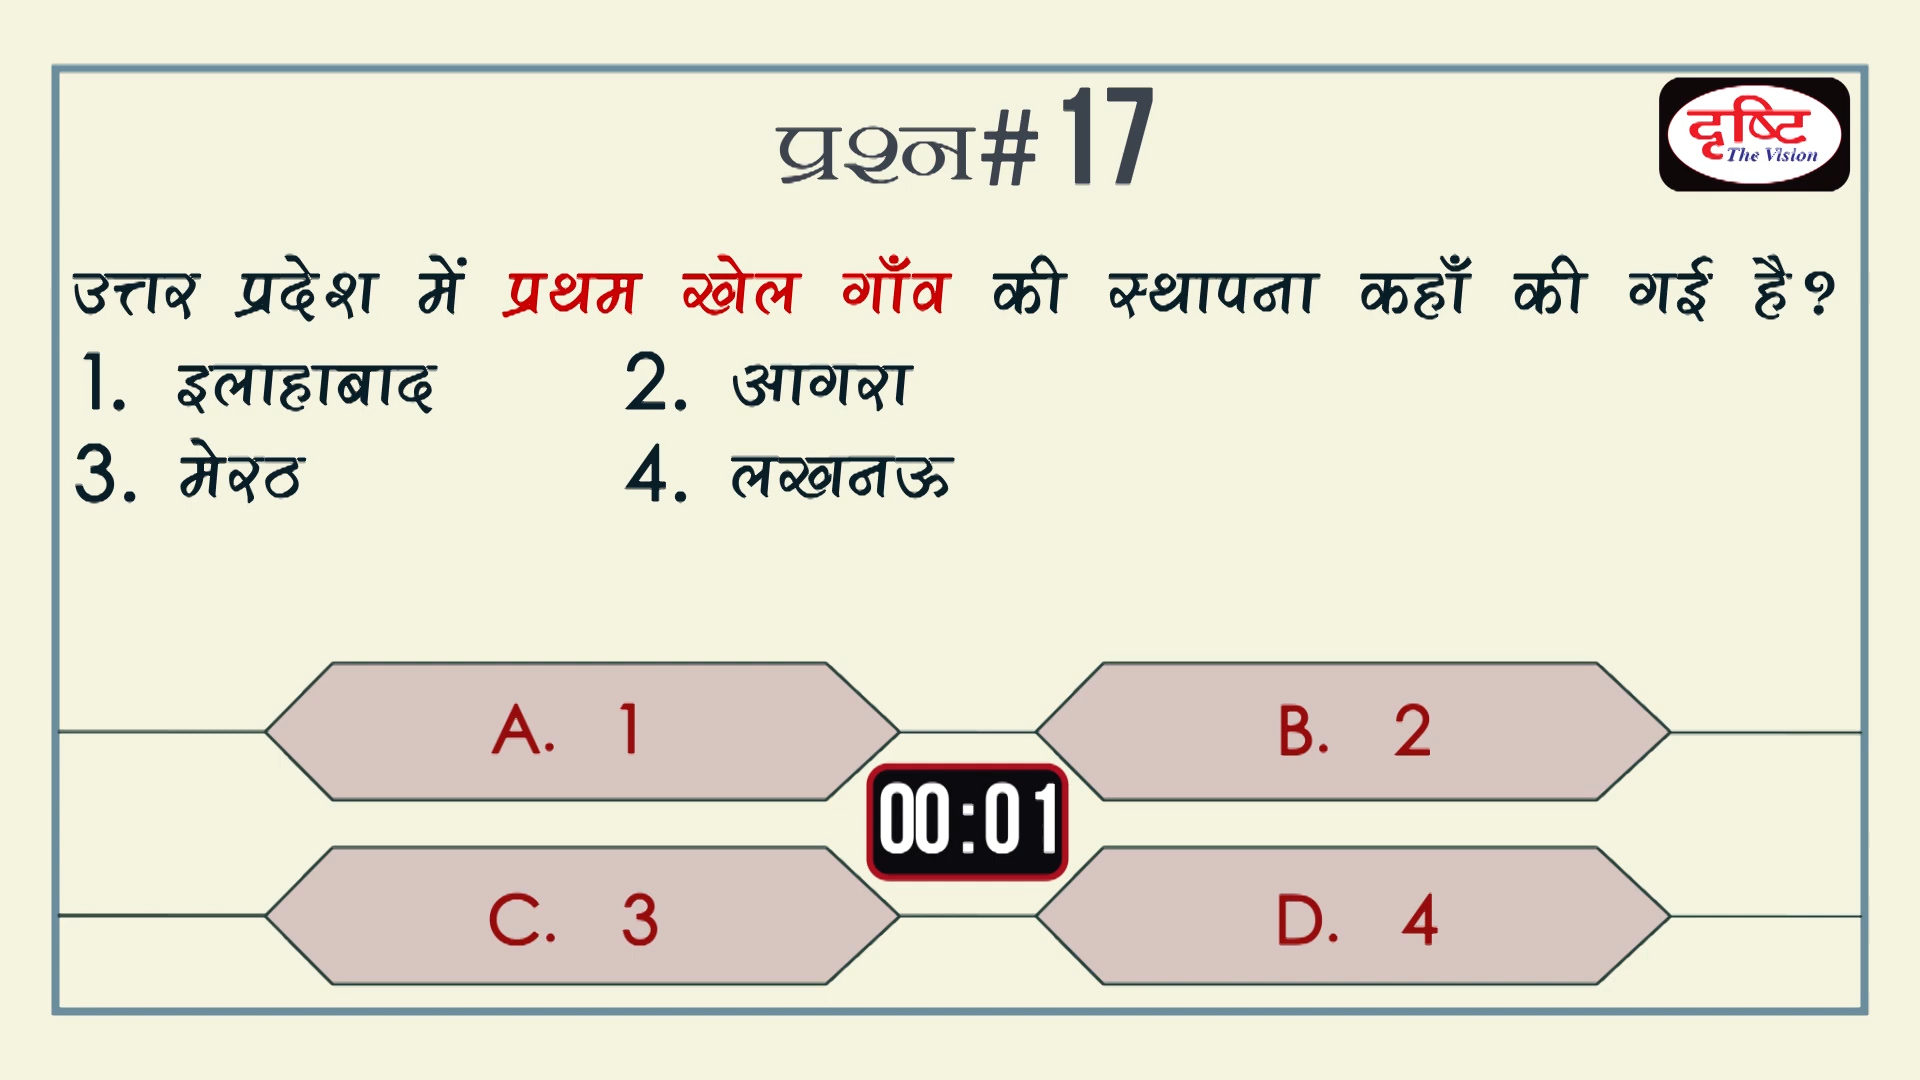 प्रश्न# 17
दृष्टि
The Vision
उत्तर प्रदेश में प्रथम खेल गाँव की स्थापना कहाँ की गई है?
1. इलाहाबाद 2. आगरा
3. मेरठ 4. लखनऊ
A. 1 B. 2
00:01
C. 3 D. 4